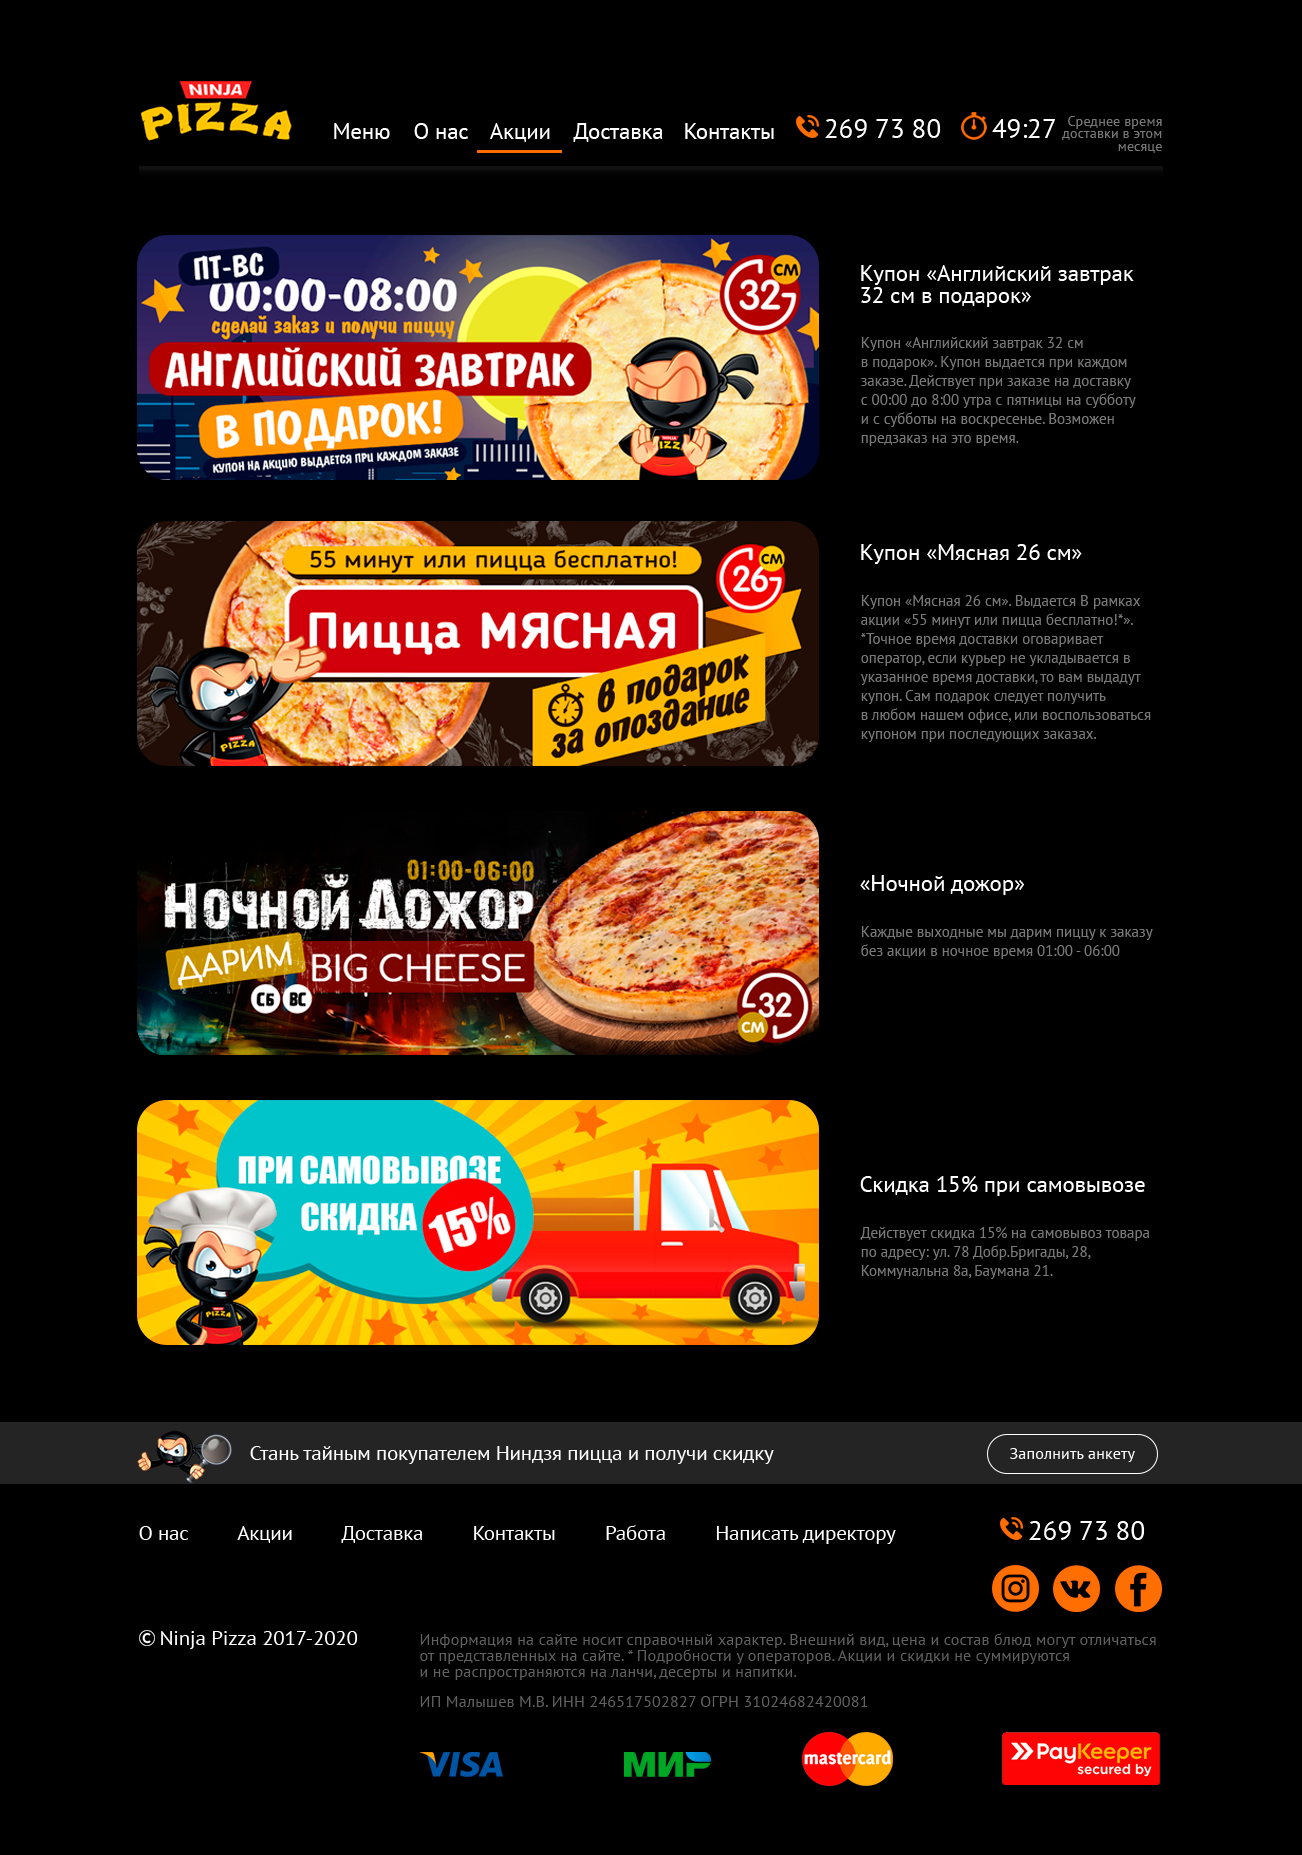 NINJA
PIZZA
Меню О нас Акции Доставка Контакты
269 73 80
49:27
Среднее время
доставки в этом
месяце
ПТ-ВС
00:00-08:00
сделай заказ и получи пиццу
АНГЛИЙСКИЙ ЗАВТРАК
В ПОДАРОК!
КУПОН НА АКЦИЮ ВЫДАЕТСЯ ПРИ КАЖДОМ ЗАКАЗЕ
32 СМ
NINJA
PIZZ
Купон «Английский завтрак
32 см в подарок»
Купон «Английский завтрак 32 см
в подарок». Купон выдается при каждом
заказе. Действует при заказе на доставку
с 00:00 до 8:00 утра с пятницы на субботу
и с субботы на воскресенье. Возможен
предзаказ на это время.
55 минут или пицца бесплатно!
26 СМ
Пицца МЯСНАЯ
в подарок
за опоздание
PIZZA
Купон «Мясная 26 см»
Купон «Мясная 26 см». Выдается В рамках
акции «55 минут или пицца бесплатно!*».
*Точное время доставки оговаривает
оператор, если курьер не укладывается в
указанное время доставки, то вам выдадут
купон. Сам подарок следует получить
в любом нашем офисе, или воспользоваться
купоном при последующих заказах.
01:00-06:00
НОЧНОЙ ДОЖОР
ДАРИМ BIG CHEESE
СБ ВС
32
СМ
«Ночной дожор»
Каждые выходные мы дарим пиццу к заказу
без акции в ночное время 01:00 - 06:00
ПРИ САМОВЫВОЗЕ
СКИДКА 15%
PIZZA
Скидка 15% при самовывозе
Действует скидка 15% на самовывоз товара
по адресу: ул. 78 Добр.Бригады, 28,
Коммунальна 8а, Баумана 21.
Стань тайным покупателем Ниндзя пицца и получи скидку
Заполнить анкету
О нас Акции Доставка Контакты Работа Написать директору
269 73 80
© Ninja Pizza 2017-2020
Информация на сайте носит справочный характер. Внешний вид, цена и состав блюд могут отличаться
от представленных на сайте. * Подробности у операторов. Акции и скидки не суммируются
и не распространяются на ланчи, десерты и напитки.
ИП Малышев М.В. ИНН 246517502827 ОГРН 31024682420081
VISA
МИР
mastercard
PayKeeper
secured by